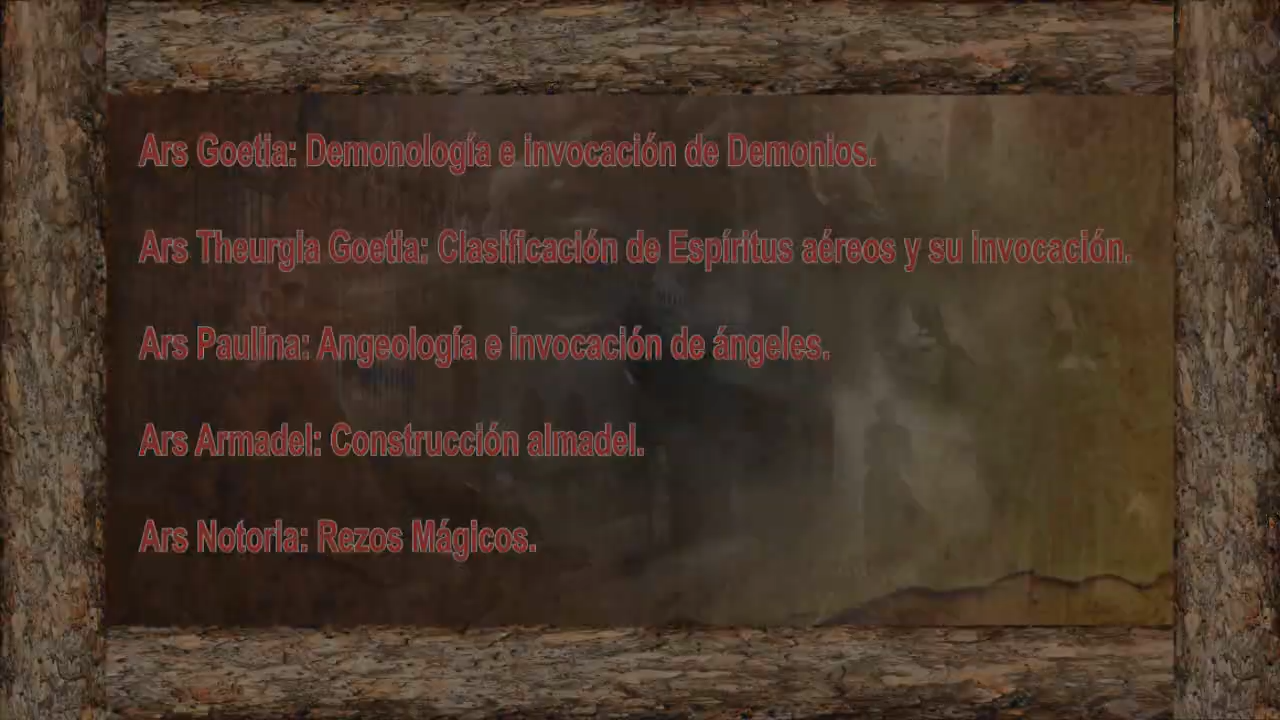 Ars Goetia: Demonología e invocación de Demonios.
Ars Theurgia Goetia: Clasificación de Espíritus aéreos y su invocación.
Ars Paulina: Angeología e invocación de ángeles.
Ars Armadel: Construcción almadel.
Ars Notoria: Rezos Mágicos.